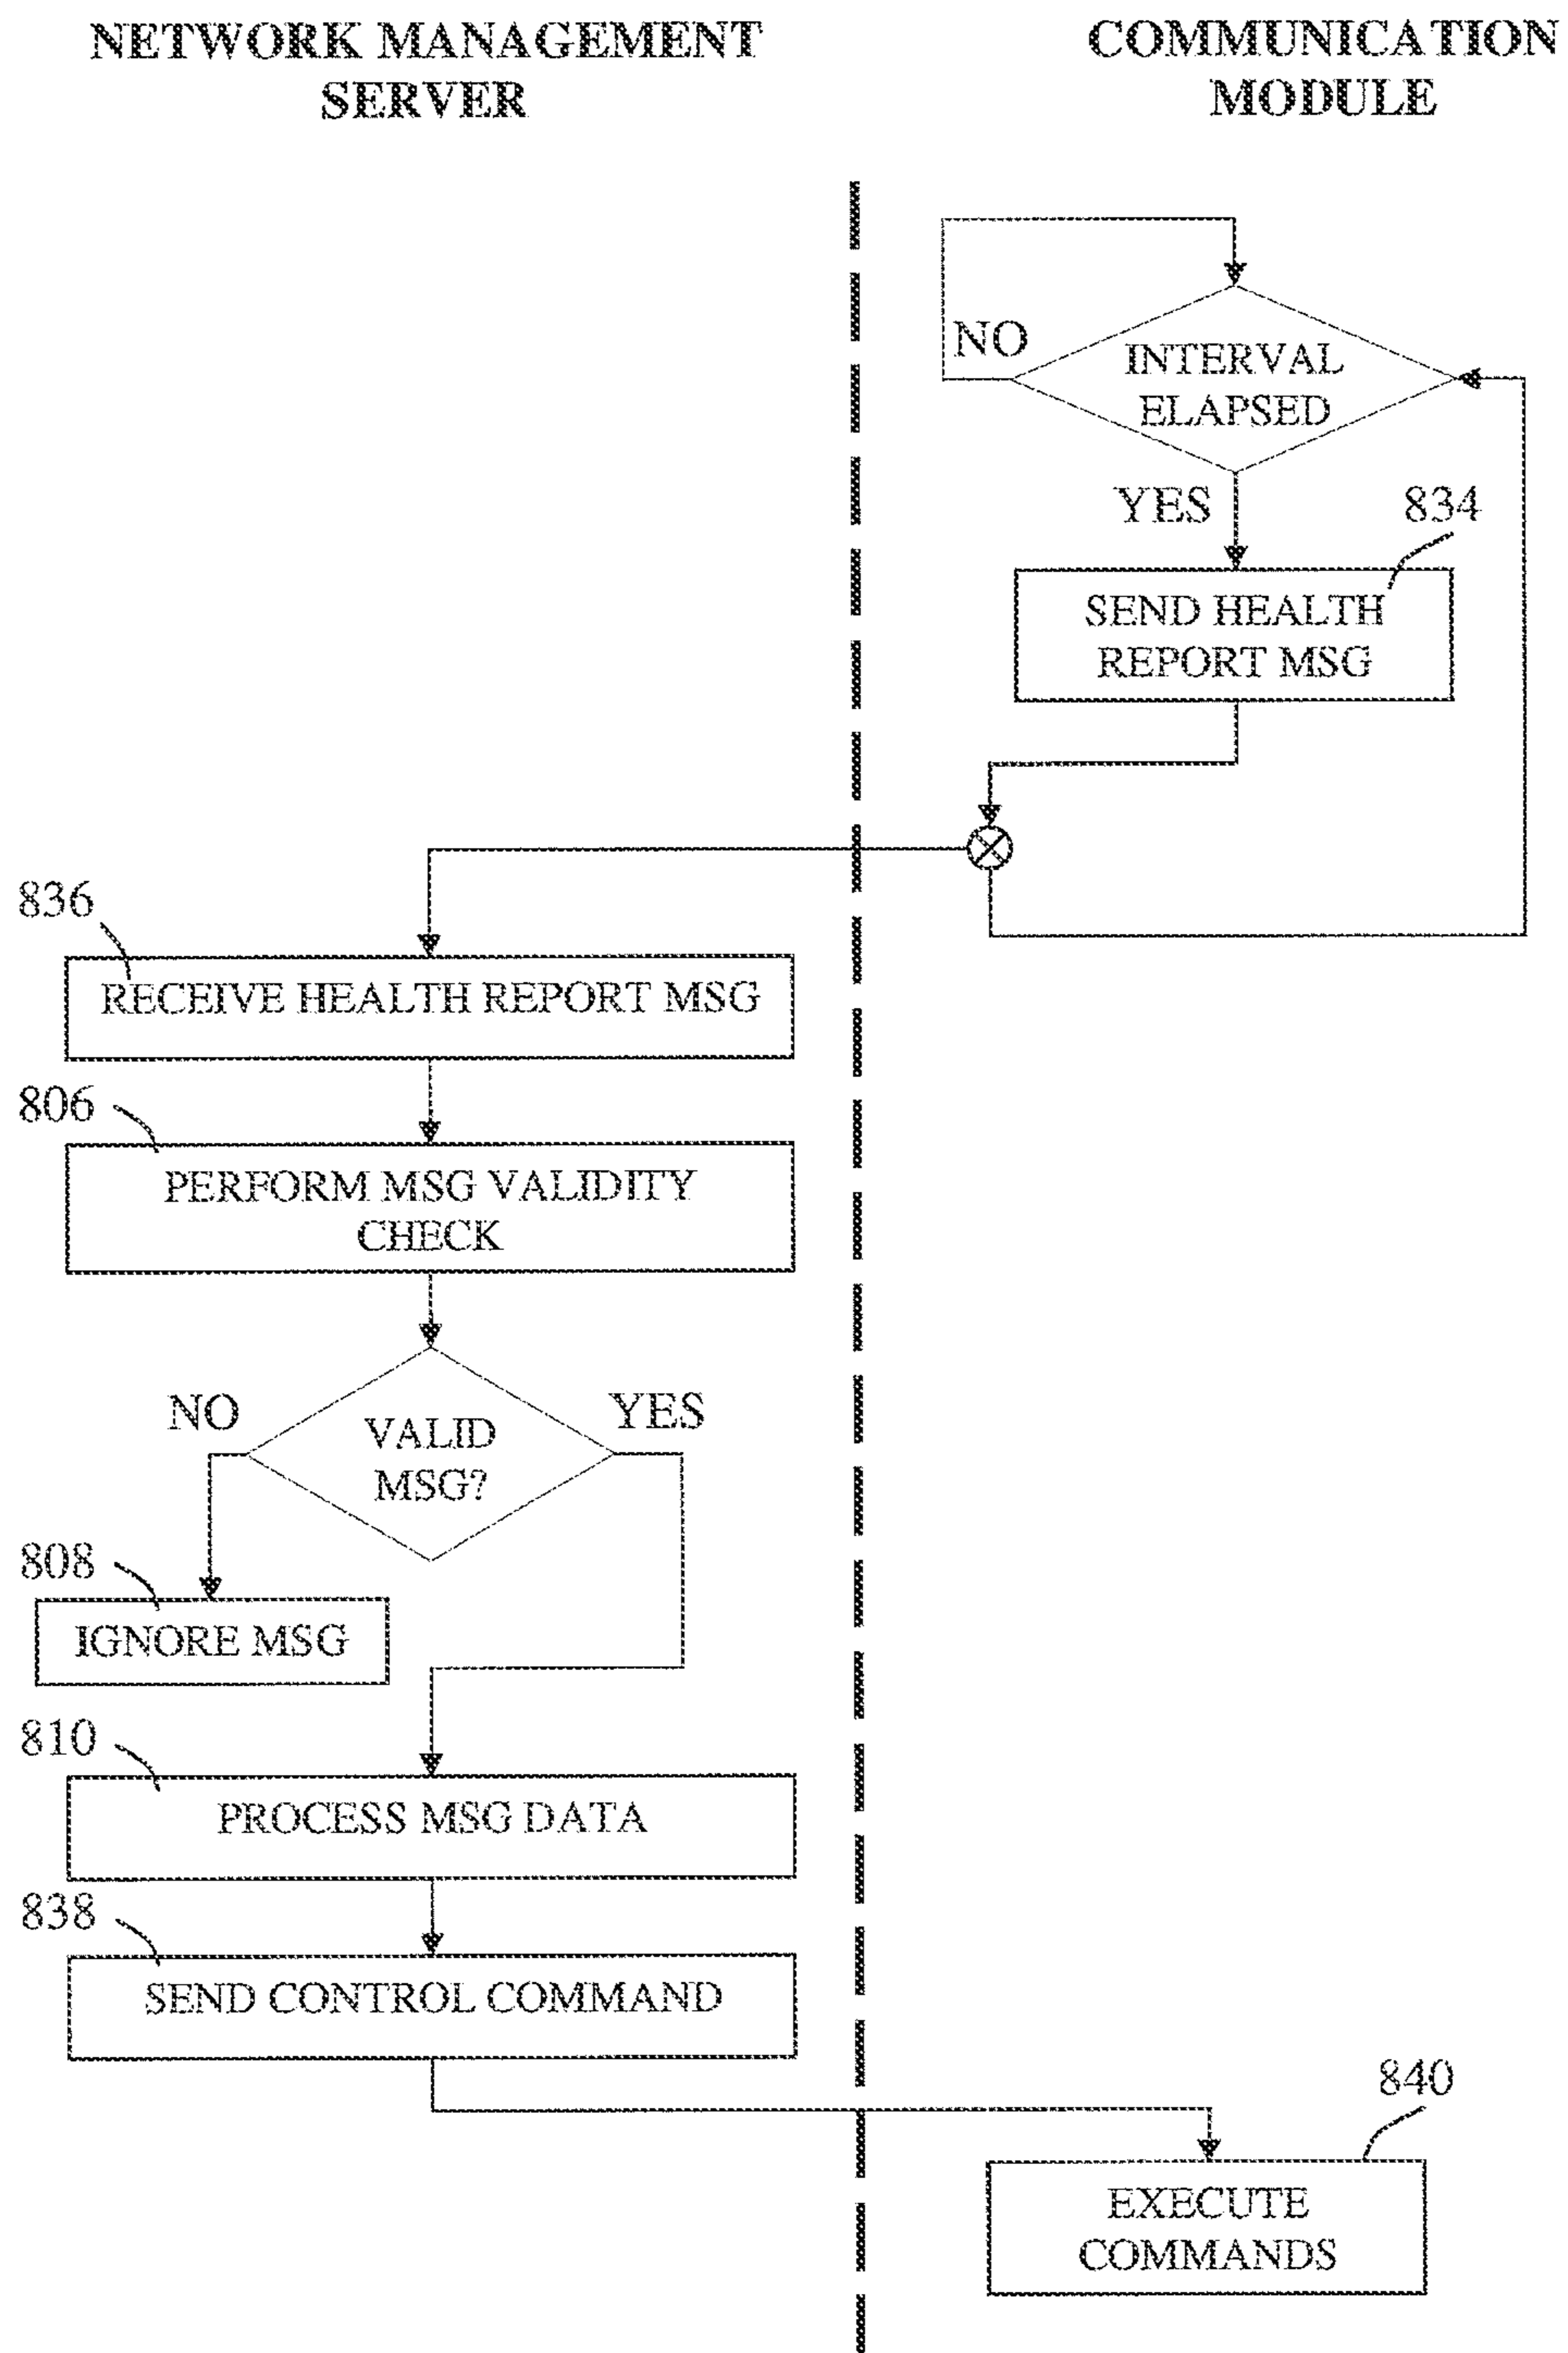 NETWORK MANAGEMENT
SERVER
COMMUNICATION
MODULE
NO
INTERVAL
ELAPSED
YES
834
SEND HEALTH
REPORT MSG
836
RECEIVE HEALTH REPORT MSG
806
PERFORM MSG VALIDITY
CHECK
NO
YES
VALID
MSG?
808
IGNORE MSG
810
PROCESS MSG DATA
838
SEND CONTROL COMMAND
840
EXECUTE
COMMANDS